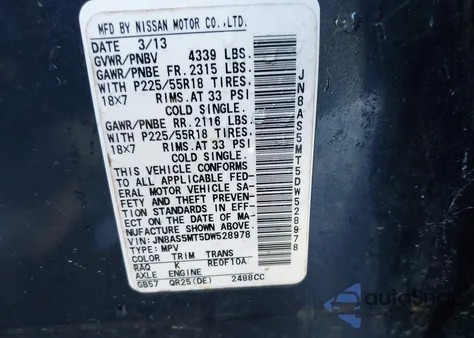 MFD BY NISSAN MOTOR CO.,LTD.
DATE 3/13
GVWR/PNBV 4339 LBS.
GAWR/PNBE FR. 2315 LBS.
WITH P225/55R18 TIRES,
18X7 RIMS.AT 33 PSI
COLD SINGLE.
GAWR/PNBE RR. 2116 LBS.
WITH P225/55R18 TIRES,
18X7 RIMS.AT 33 PSI
COLD SINGLE.
THIS VEHICLE CONFORMS
TO ALL APPLICABLE FED-
ERAL MOTOR VEHICLE SA-
FETY AND THEFT PREVEN-
TION STANDARDS IN EFF-
ECT ON THE DATE OF MA-
NUFACTURE SHOWN ABOVE
VIN: JN8AS5MT5DW528978
TYPE: MPV
COLOR TRIM TRANS
RAQ K RE0F10A
AXLE ENGINE
GB57 QR25(DE) 2488CC
JN8AS5MT5DW528978